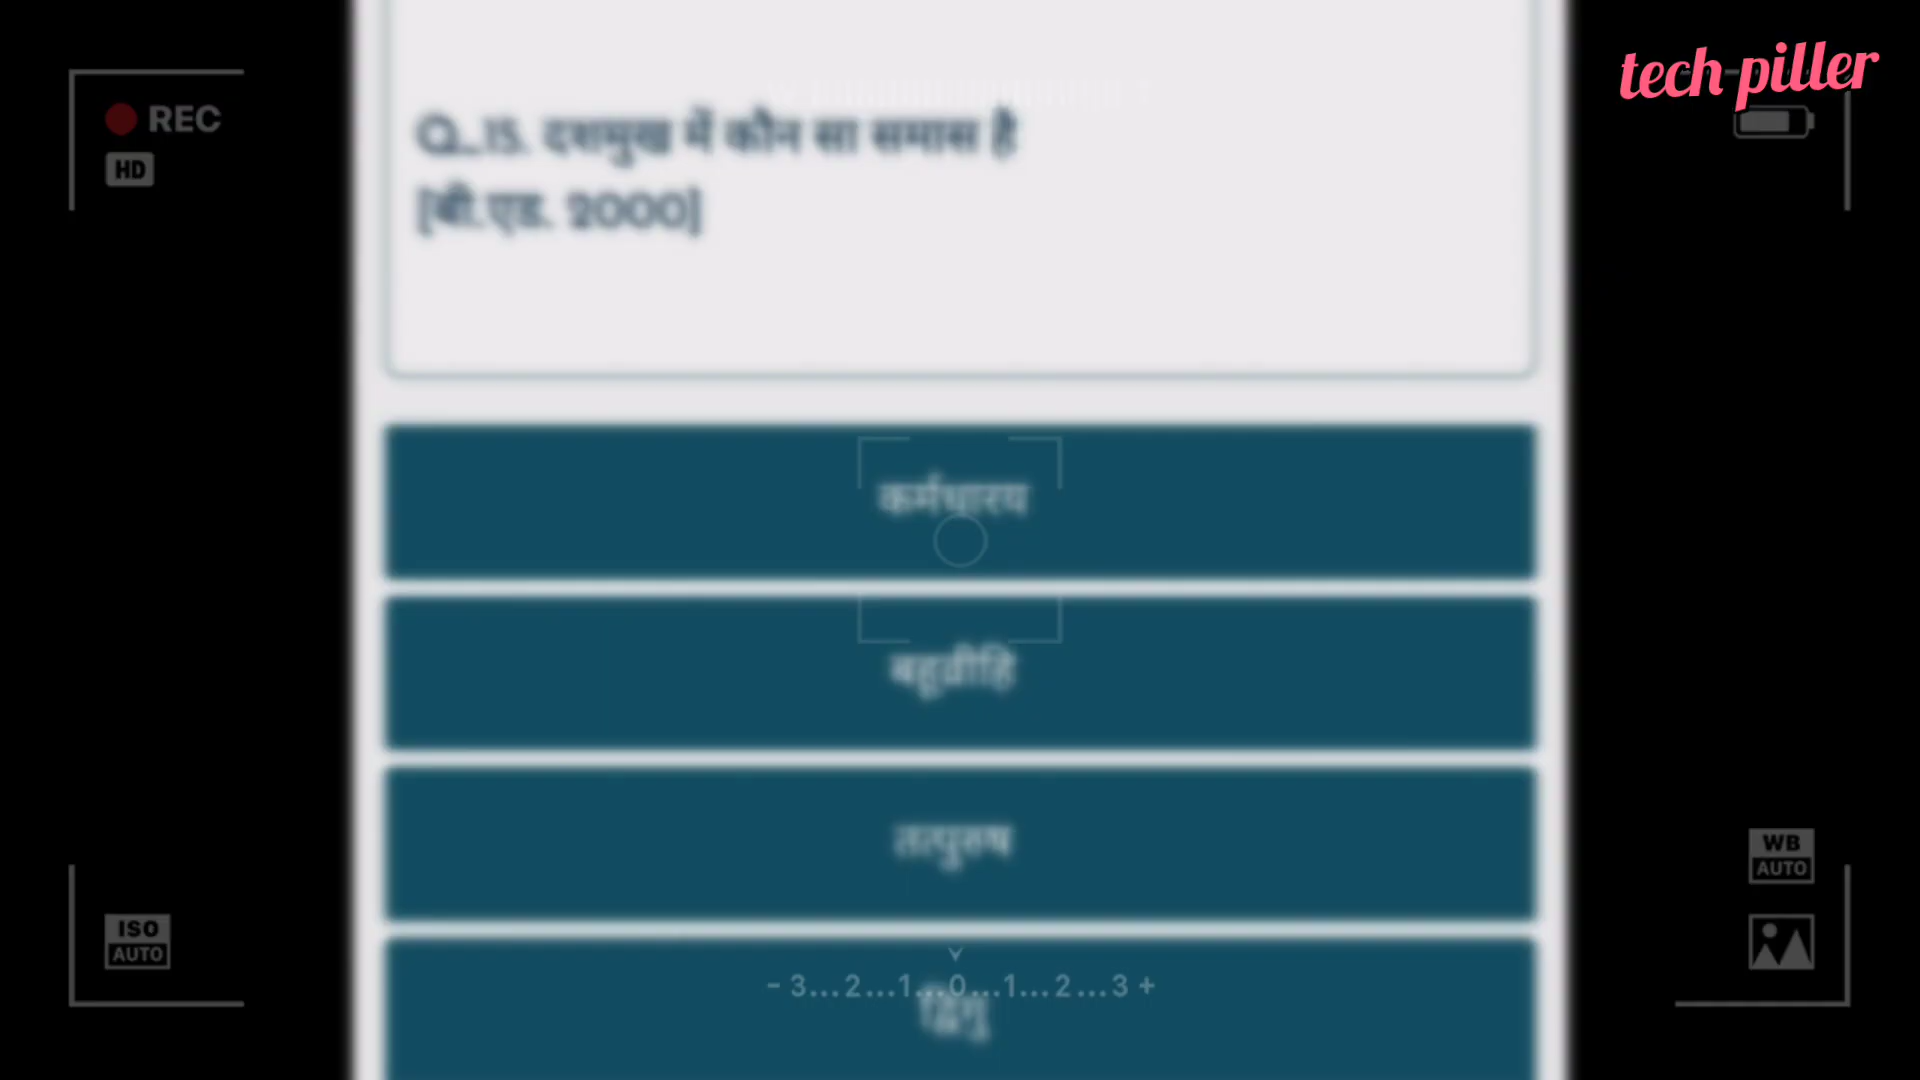 tech piller
REC
HD
Q..15. दशमुख में कौन सा समास है
[बी.एड. 2000]
कर्मधारय
बहुव्रीहि
तत्पुरुष
द्विगु
-3...2...1...0...1...2...3+
WB
AUTO
ISO
AUTO